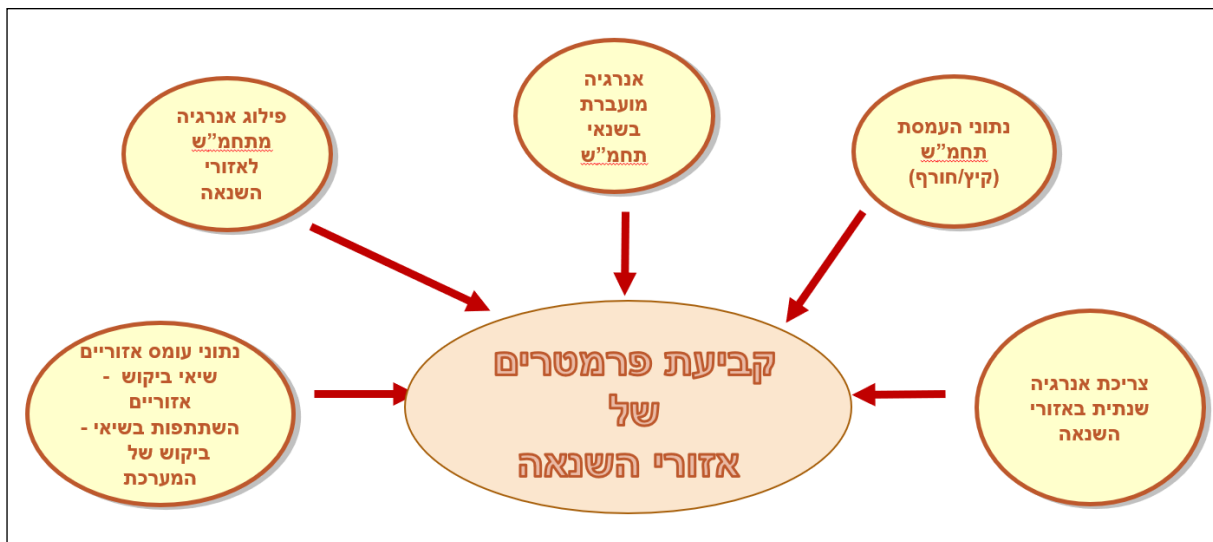 אנרגיה
מועברת
בשנאי
תחמ"ש
נתוני העמסת
תחמ"ש
(קיץ/חורף)
פילוג אנרגיה
מתחמ"ש
לאזורי
השנאה
צריכת אנרגיה
שנתית באזורי
השנאה
נתוני עומס אזוריים
שיאי ביקוש -
אזוריים
השתתפות בשיאי -
ביקוש של
המערכת
קביעת פרמטרים
של
אזורי השנאה